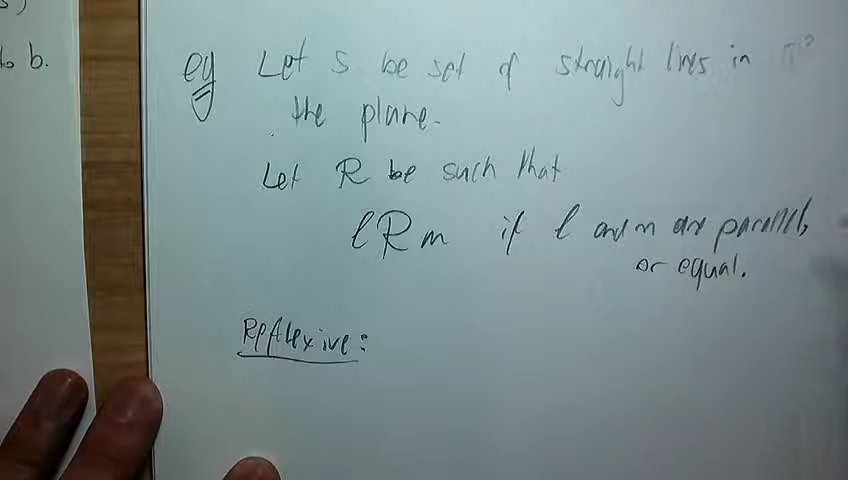 to b.
eg Let S be set of straight lines in
the plane.
Let R be such that
l R m if l and m are parallel,
or equal.
Reflexive: